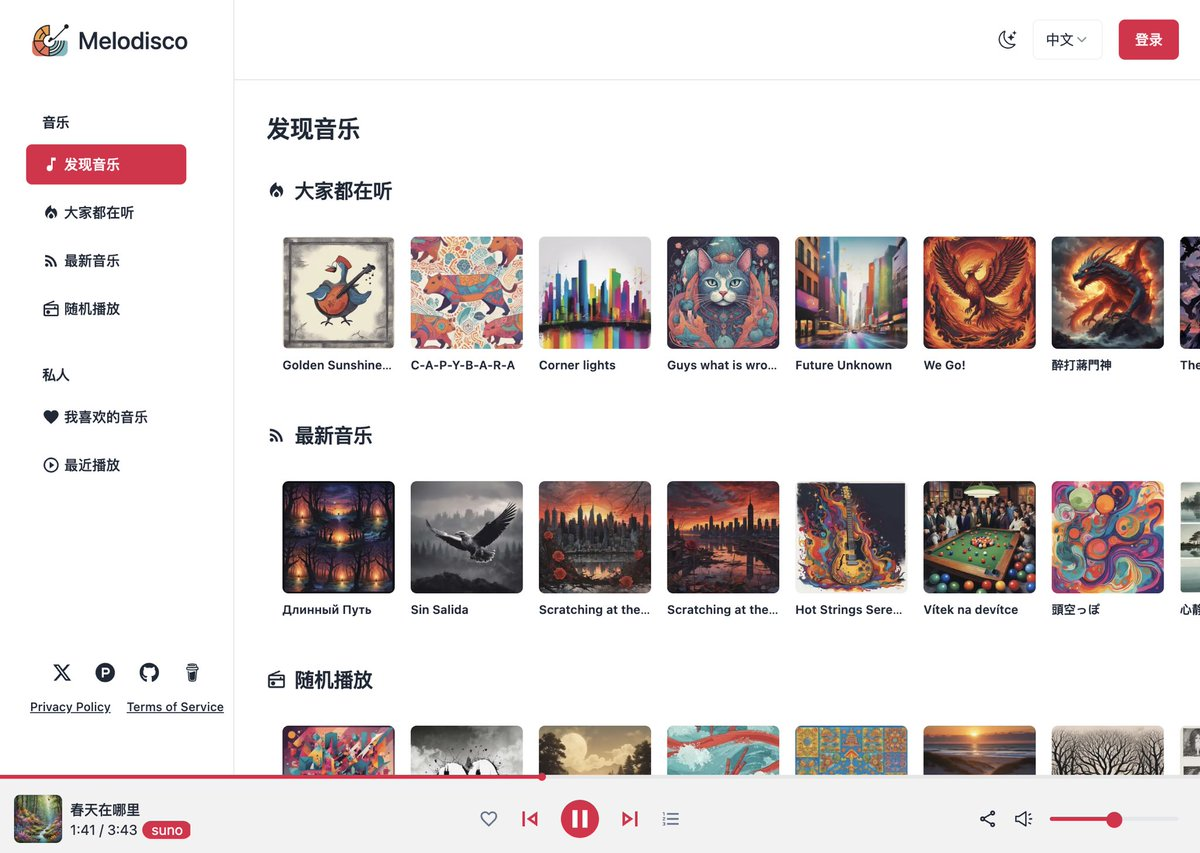 Melodisco
中文
登录
音乐
发现音乐
大家都在听
最新音乐
随机播放
私人
我喜欢的音乐
最近播放
Privacy Policy
Terms of Service
发现音乐
大家都在听
Golden Sunshine...
C-A-P-Y-B-A-R-A
Corner lights
Guys what is wro...
Future Unknown
We Go!
醉打蔣門神
The
最新音乐
Длинный Путь
Sin Salida
Scratching at the...
Scratching at the...
Hot Strings Sere...
Vítek na devítce
頭空っぽ
心静
随机播放
春天在哪里
1:41 / 3:43 suno